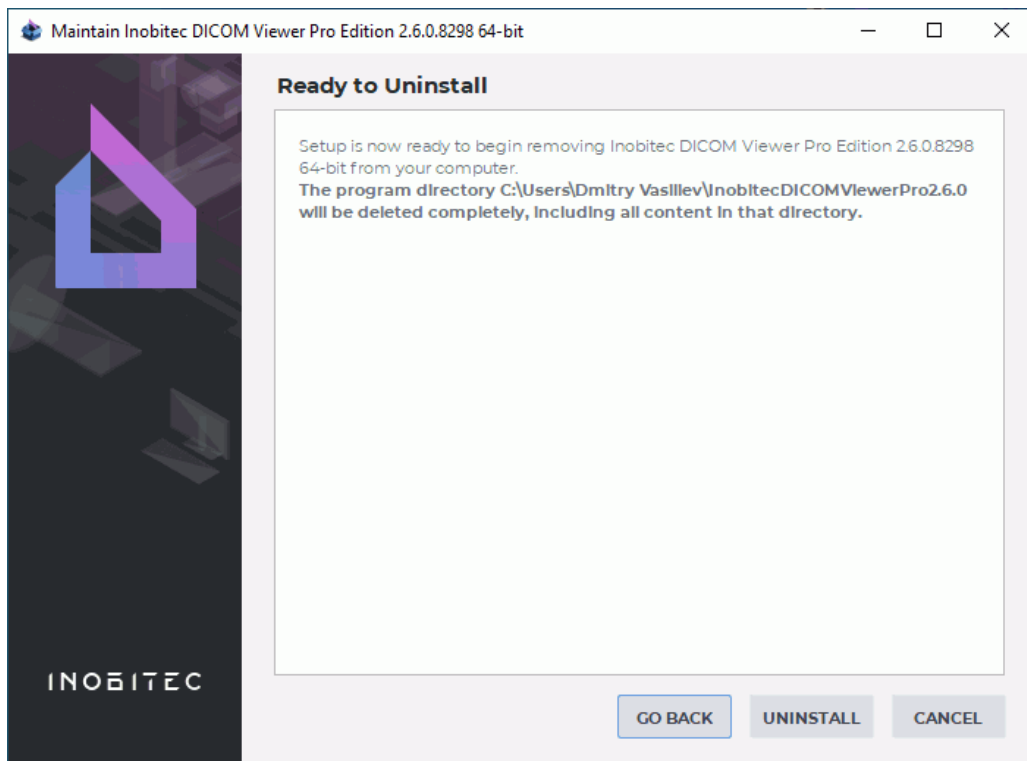 Maintain Inobitec DICOM Viewer Pro Edition 2.6.0.8298 64-bit
Ready to Uninstall
Setup is now ready to begin removing Inobitec DICOM Viewer Pro Edition 2.6.0.8298
64-bit from your computer.
The program directory C:\Users\Dmitry Vasiliev\InobitecDICOMViewerPro2.6.0
will be deleted completely, including all content in that directory.
INOBITEC
GO BACK
UNINSTALL
CANCEL